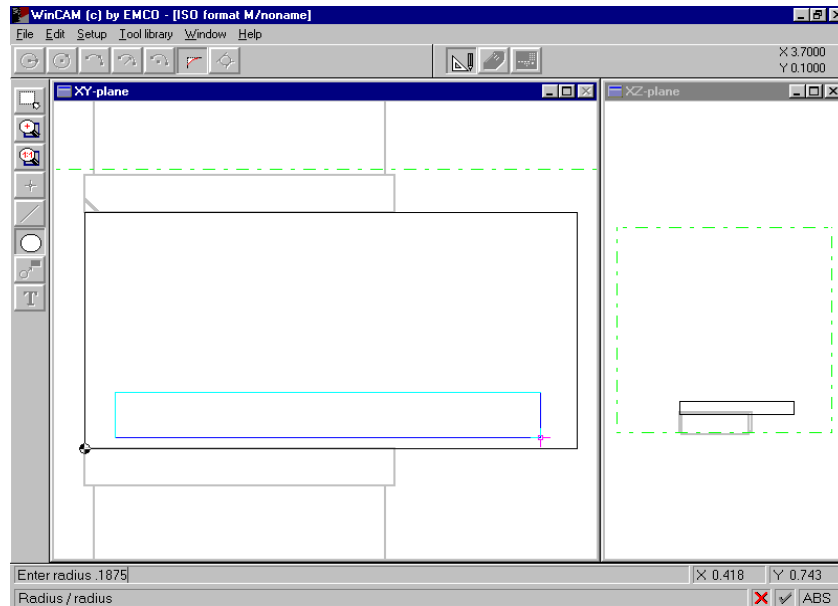 WinCAM (c) by EMCO - [ISO format M/noname]
File Edit Setup Tool library Window Help
X 3.7000
Y 0.1000
XY-plane
XZ-plane
T
Enter radius .1875
X 0.418 Y 0.743
Radius / radius
ABS